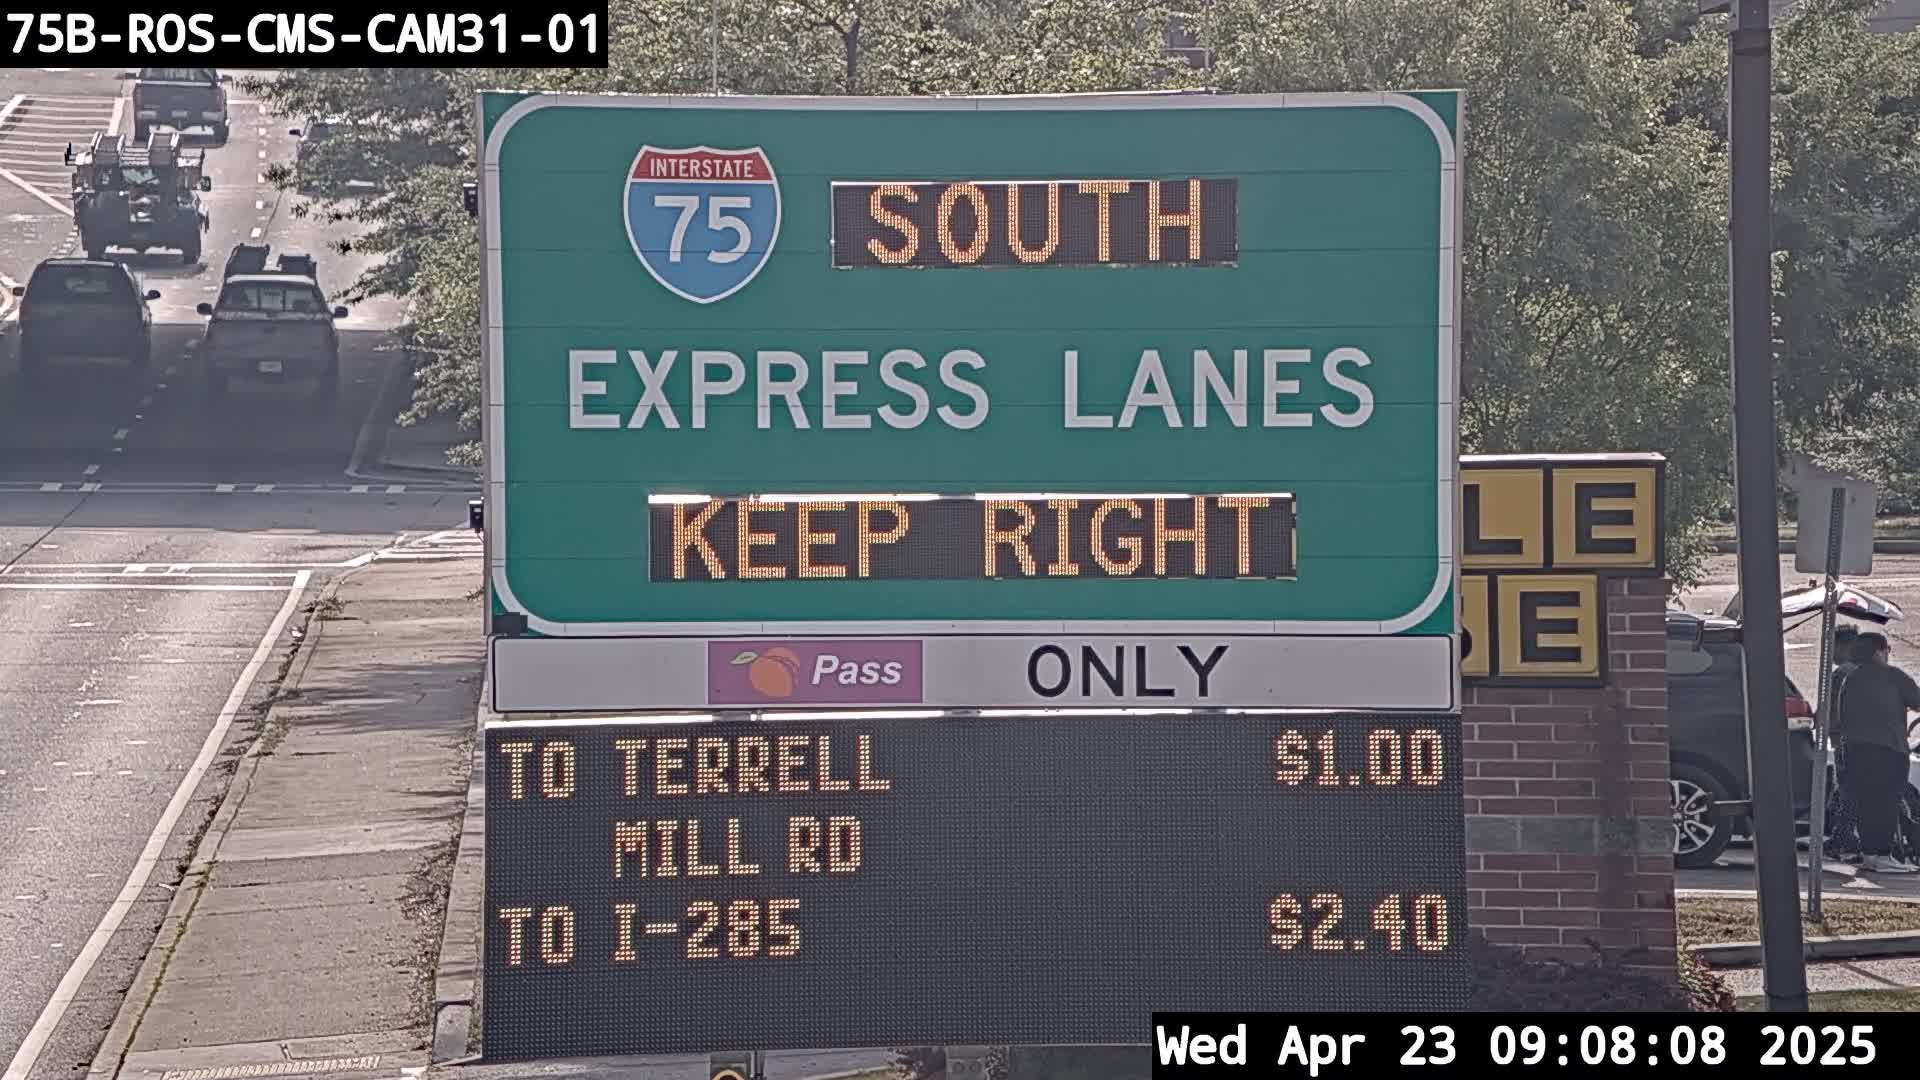 75B-ROS-CMS-CAM31-01
INTERSTATE
75
SOUTH
EXPRESS LANES
KEEP RIGHT
Pass ONLY
TO TERRELL $1.00
MILL RD
TO I-285 $2.40
LE
E
Wed Apr 23 09:08:08 2025